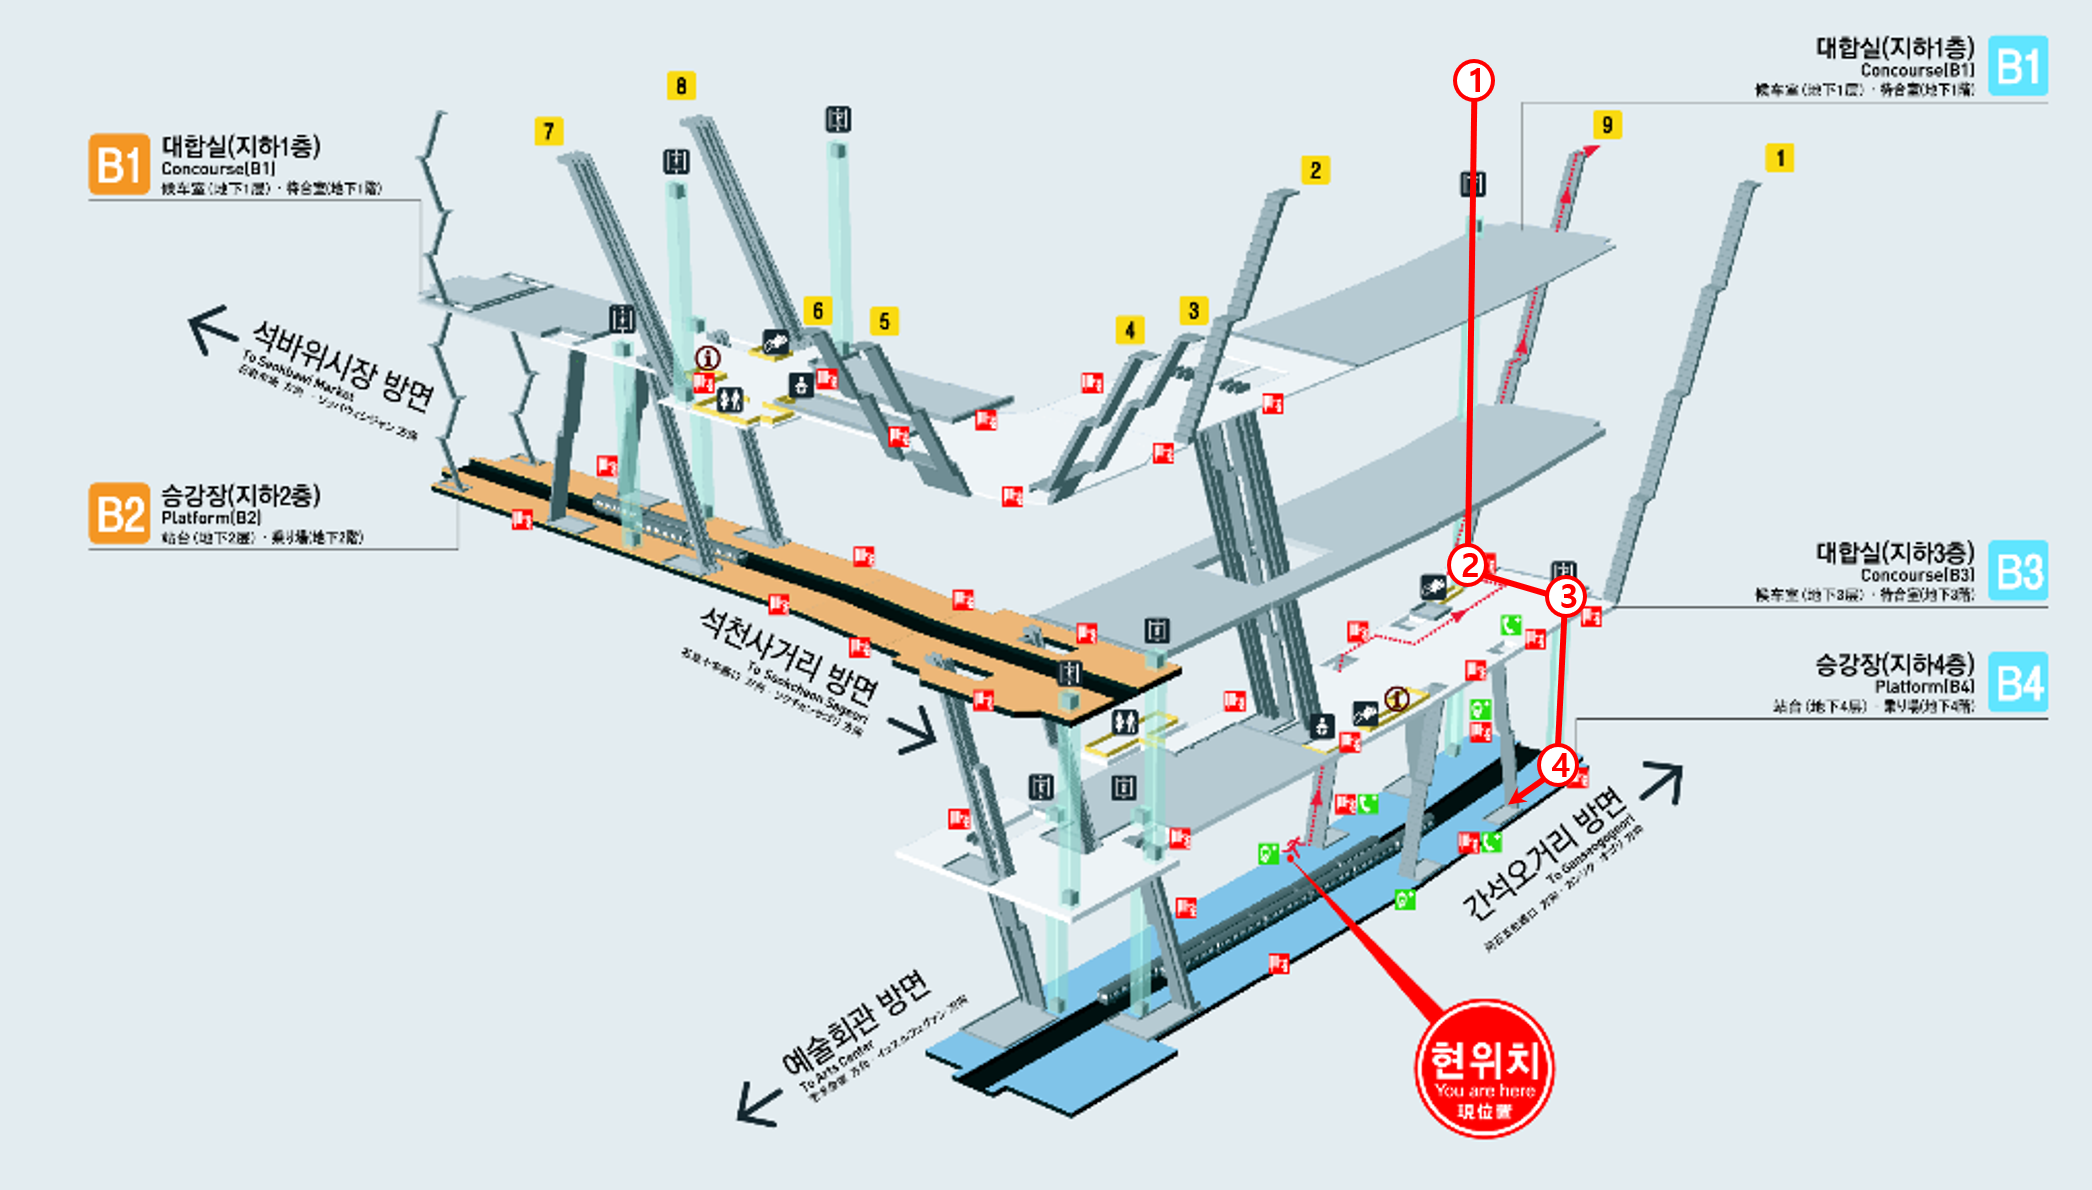 8
7
B1
대합실(지하1층)
Concourse(B1)
候车室(地下1层)·待合室(地下1階)
석바위시장 방면
To Seokbawi Market
B2
승강장(지하2층)
Platform(B2)
站台(地下2层)·乗り場(地下2階)
6
5
4
3
2
1
9
1
대합실(지하1층)
Concourse(B1)
候车室(地下1层)·待合室(地下1階)
B1
2
3
대합실(지하3층)
Concourse(B3)
候车室(地下3层)·待合室(地下3階)
B3
승강장(지하4층)
Platform(B4)
站台(地下4层)·乗り場(地下4階)
B4
4
석천사거리 방면
To Seokcheon Sageori
간석오거리 방면
To Ganseogogeori
예술회관 방면
To Arts Center
현위치
You are here
現位置